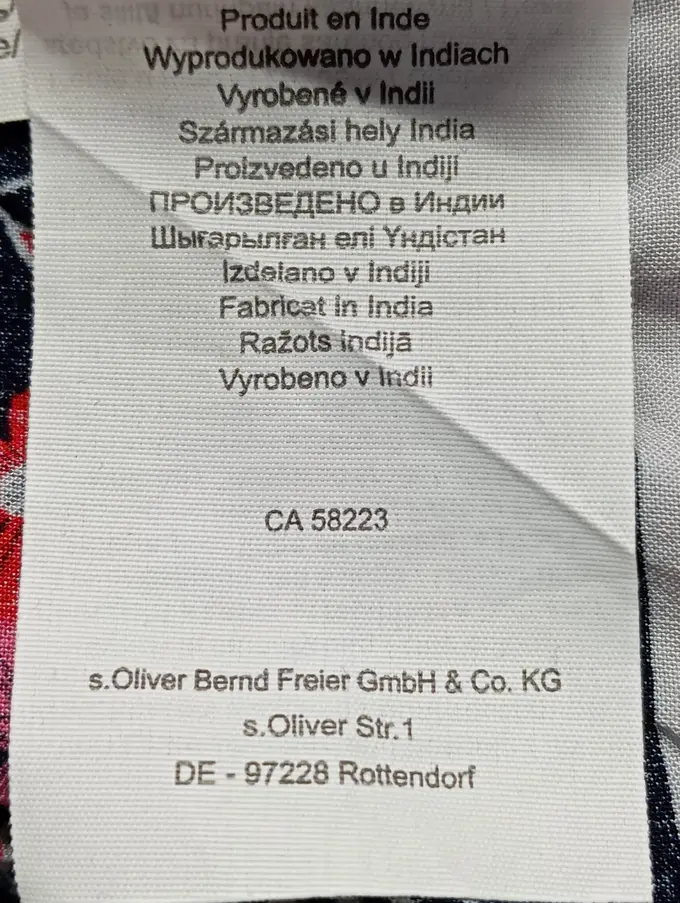 Produit en Inde
Wyprodukowano w Indiach
Vyrobené v Indii
Származási hely India
Proizvedeno u Indiji
ПРОИЗВЕДЕНО в Индии
Шығарылған елі Үндістан
Izdelano v Indiji
Fabricat in India
Ražots indijā
Vyrobeno v Indii
CA 58223
s.Oliver Bernd Freier GmbH & Co. KG
s.Oliver Str.1
DE - 97228 Rottendorf